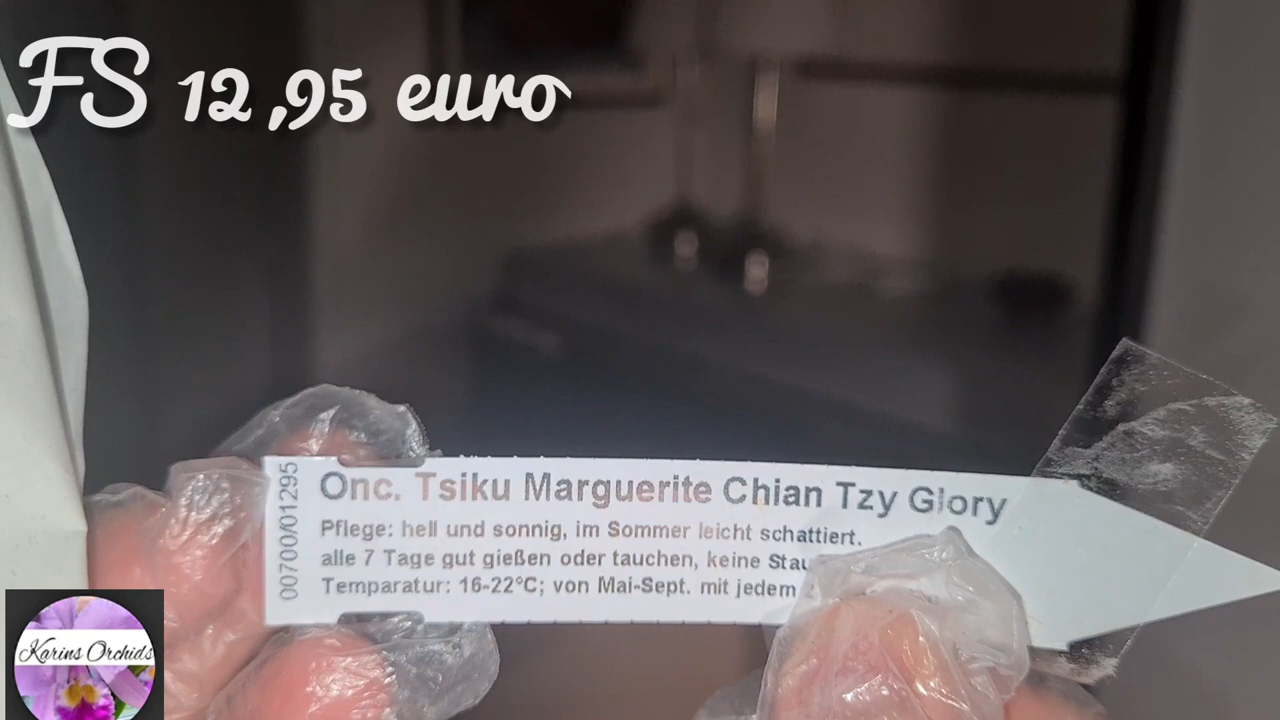 FS 12,95 euro
00700/01295
Onc. Tsiku Marguerite Chian Tzy Glory
Pflege: hell und sonnig, im Sommer leicht schattiert.
alle 7 Tage gut gießen oder tauchen, keine Stau
Temparatur: 16-22°C; von Mai-Sept. mit jedem
Karins Orchids